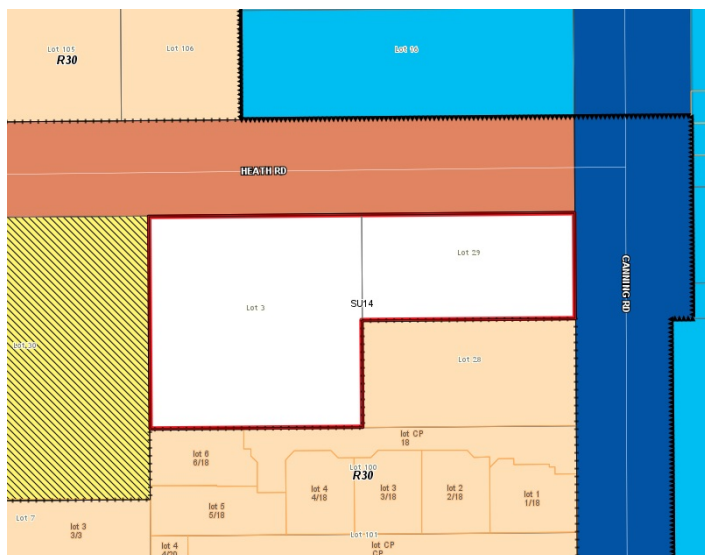 Lot 105
R30
Lot 106
Lot 16
HEATH RD
Lot 29
SU14
Lot 3
CANNING RD
Lot 28
lot CP
18
lot 6
6/18
Lot 100
R30
lot 5
5/18
lot 4
4/18
lot 3
3/18
lot 2
2/18
lot 1
1/18
Lot 7
lot 3
3/3
Lot 101
lot 4
lot CP
CP